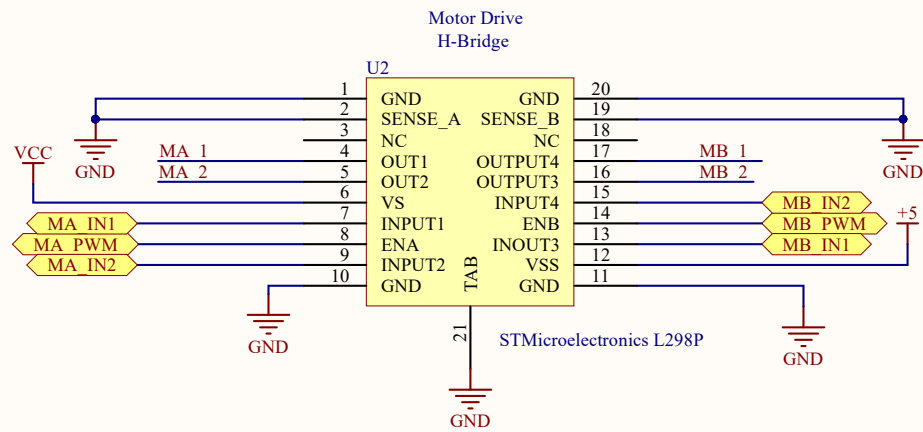 Motor Drive
H-Bridge
U2
1 GND GND 20
2 SENSE_A SENSE_B 19
3 NC NC 18
VCC
GND
GND
MA_1 4 OUT1 OUTPUT4 17 MB_1
MA_2 5 OUT2 OUTPUT3 16 MB_2
6 VS INPUT4 15 MB_IN2
MA_IN1 7 INPUT1 ENB 14 MB_PWM
+5
MA_PWM 8 ENA INOUT3 13 MB_IN1
MA_IN2 9 INPUT2 VSS 12
10 GND GND 11
TAB
21
GND
STMicroelectronics L298P
GND
GND